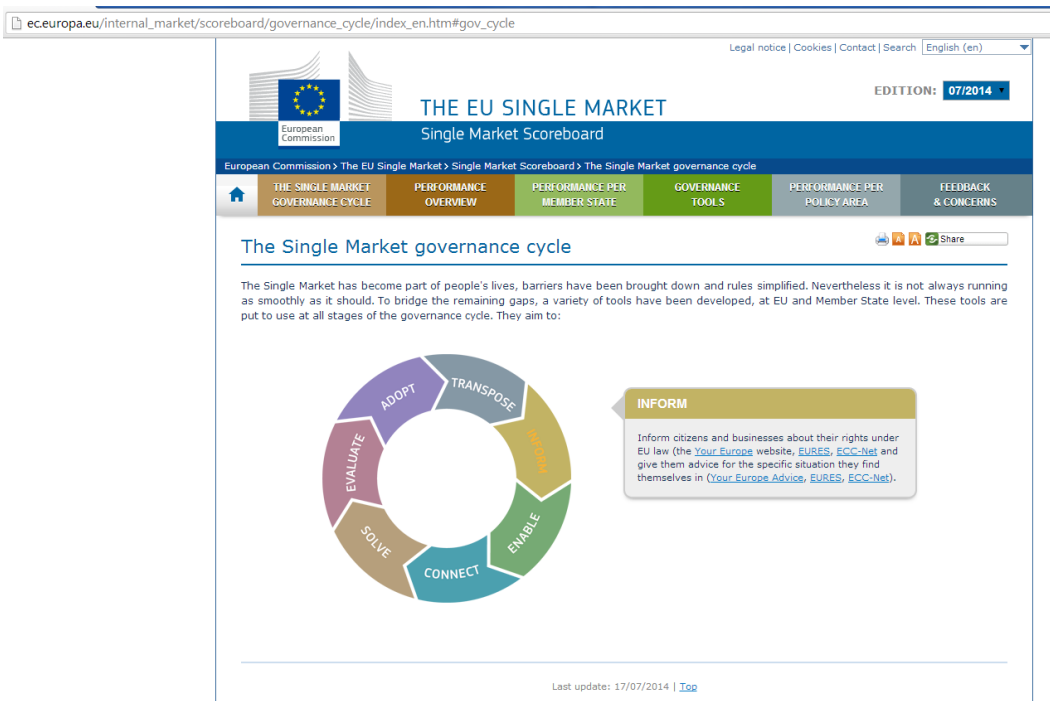 ec.europa.eu/internal_market/scoreboard/governance_cycle/index_en.htm#gov_cycle
Legal notice | Cookies | Contact | Search English (en)
EDITION: 07/2014
THE EU SINGLE MARKET
European
Commission
Single Market Scoreboard
European Commission > The EU Single Market > Single Market Scoreboard > The Single Market governance cycle
THE SINGLE MARKET
GOVERNANCE CYCLE
PERFORMANCE
OVERVIEW
PERFORMANCE PER
MEMBER STATE
GOVERNANCE
TOOLS
PERFORMANCE PER
POLICY AREA
FEEDBACK
& CONCERNS
The Single Market governance cycle
A A Share
The Single Market has become part of people's lives, barriers have been brought down and rules simplified. Nevertheless it is not always running
as smoothly as it should. To bridge the remaining gaps, a variety of tools have been developed, at EU and Member State level. These tools are
put to use at all stages of the governance cycle. They aim to:
ADOPT
TRANSPOSE
INFORM
ENABLE
CONNECT
SOLVE
EVALUATE
INFORM
Inform citizens and businesses about their rights under
EU law (the Your Europe website, EURES, ECC-Net and
give them advice for the specific situation they find
themselves in (Your Europe Advice, EURES, ECC-Net).
Last update: 17/07/2014 | Top